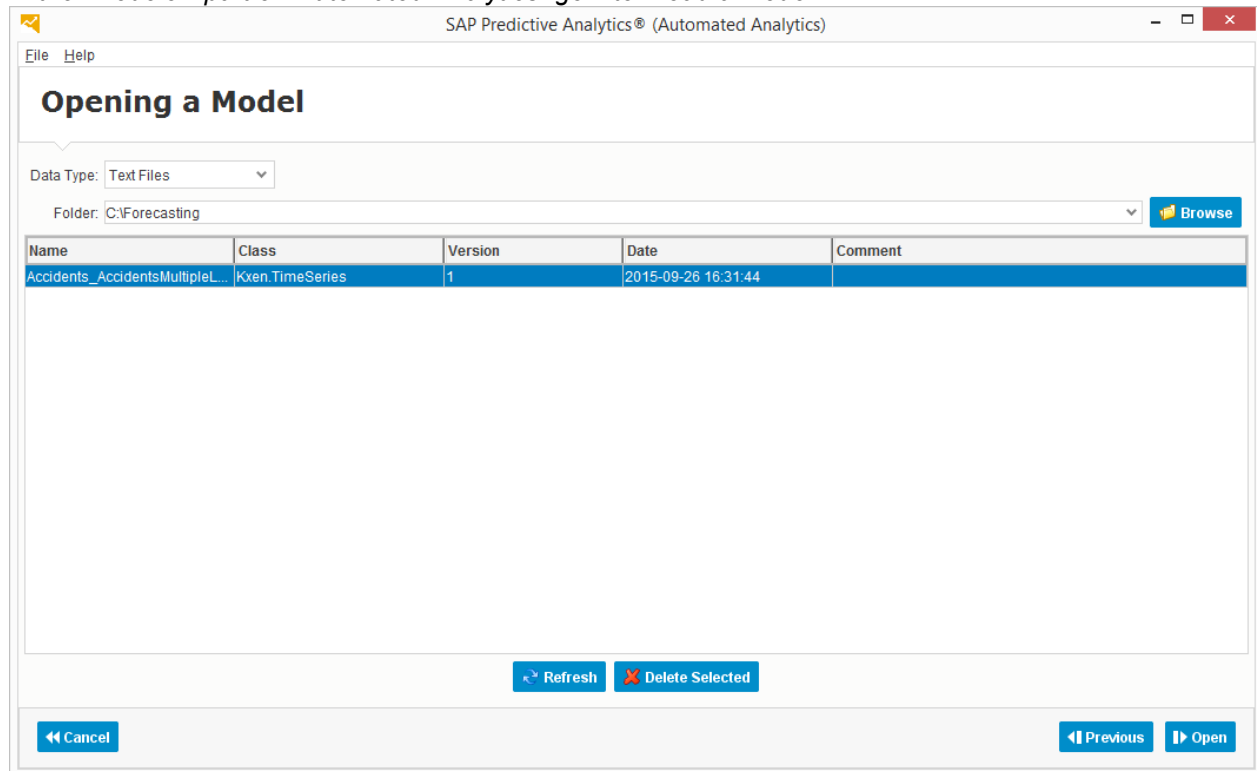 SAP Predictive Analytics® (Automated Analytics)
File Help
Opening a Model
Data Type: Text Files
Folder: C:\Forecasting
Browse
Name Class Version Date Comment
Accidents_AccidentsMultipleL... Kxen.TimeSeries 1 2015-09-26 16:31:44
Refresh Delete Selected
Cancel Previous Open